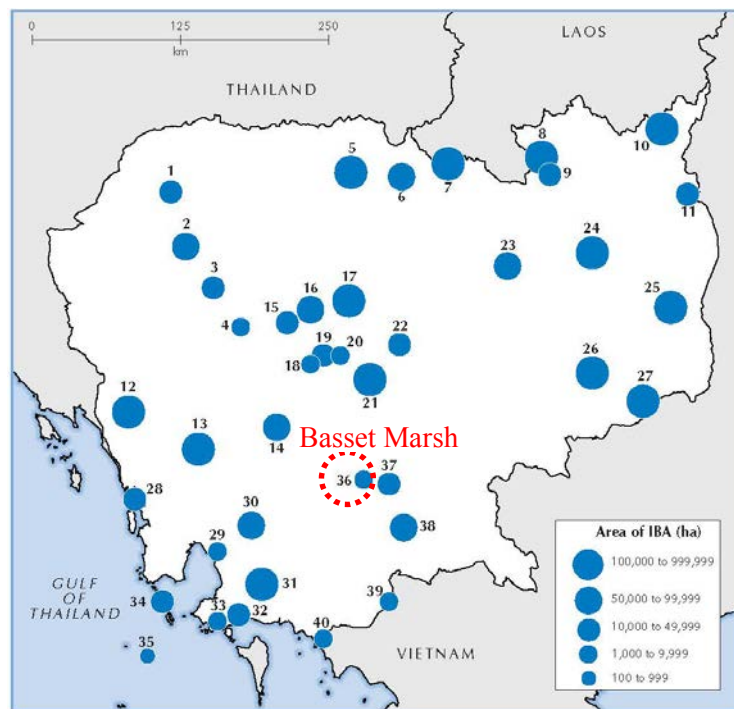 0 125 250
km
LAOS
THAILAND
8
10
5
9
1
6
7
11
2
24
23
3
17
16
25
15
4
22
19
20
18
26
27
21
12
13
14
Basset Marsh
36
37
28
30
38
29
31
39
34
33
32
40
35
GULF
OF
THAILAND
VIETNAM
Area of IBA (ha)
100,000 to 999,999
50,000 to 99,999
10,000 to 49,999
1,000 to 9,999
100 to 999